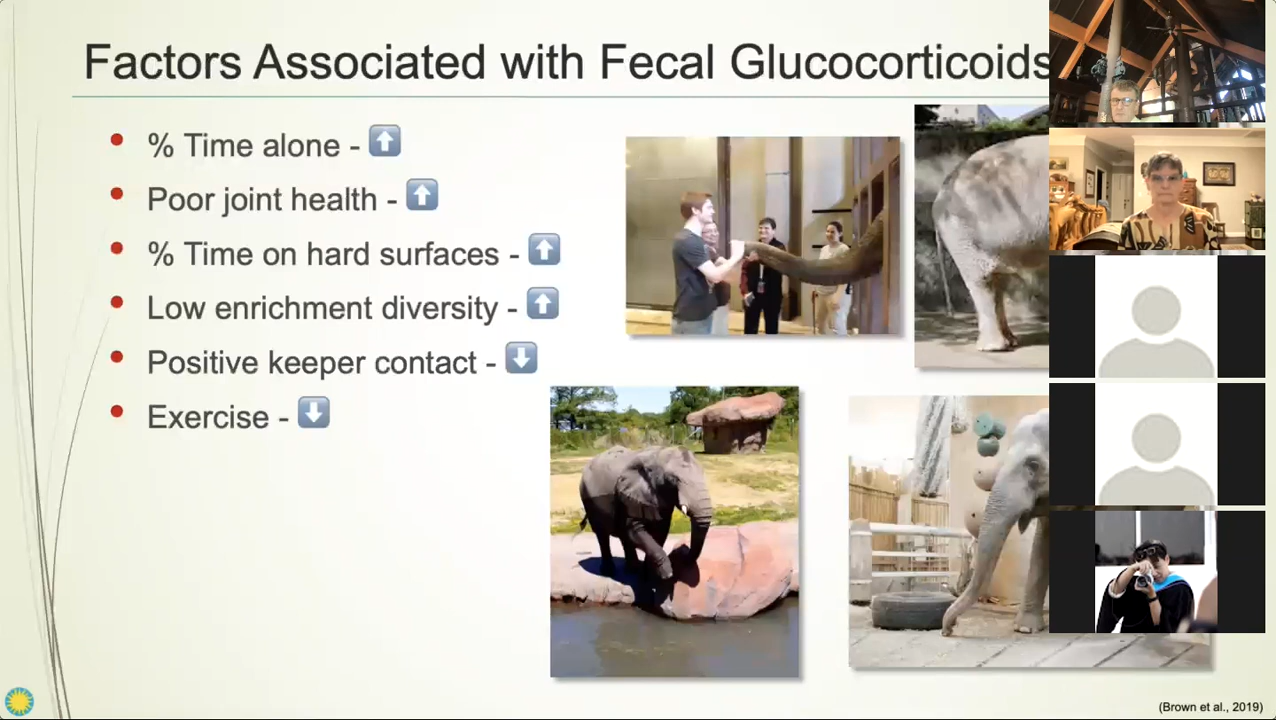 Factors Associated with Fecal Glucocorticoids
% Time alone - ⬆
Poor joint health - ⬆
% Time on hard surfaces - ⬆
Low enrichment diversity - ⬆
Positive keeper contact - ⬇
Exercise - ⬇
(Brown et al., 2019)